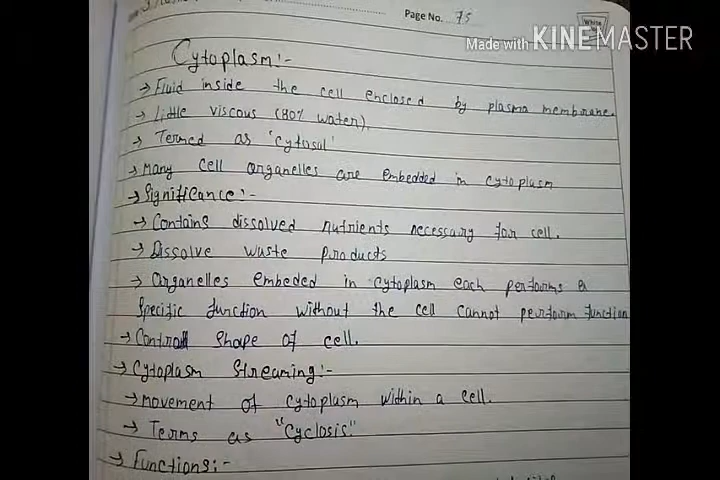 Page No. 75
White
Made with KINEMASTER
Cytoplasm:-
→ Fluid inside the cell enclosed by plasma membrane.
→ Little viscous (80% water).
→ Termed as 'cytosol'
→ Many cell organelles are embedded in cytoplasm
→ Significance:-
→ Contains dissolved nutrients necessary for cell.
→ Dissolve waste products
→ Organelles embeded in cytoplasm each performs a
specific function without the cell cannot perform function
→ Controll shape of cell.
→ Cytoplasm Streaming:-
→ Movement of cytoplasm within a cell.
→ Terms as "Cyclosis."
→ Functions:-